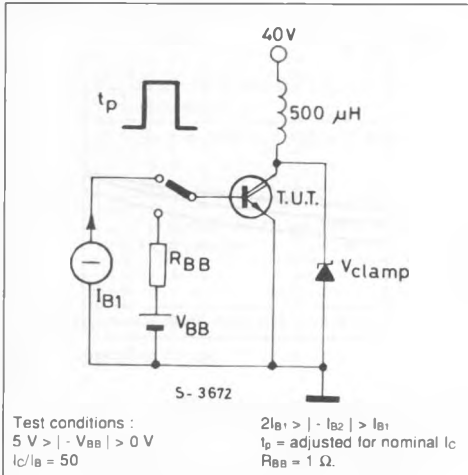 40V
tp
500 μH
T.U.T.
RBB
Vclamp
IB1
VBB
S-3672
Test conditions :
5 V > | - VBB | > 0 V
IC/IB = 50
2IB1 > | - IB2 | > IB1
tp = adjusted for nominal IC
RBB = 1 Ω.